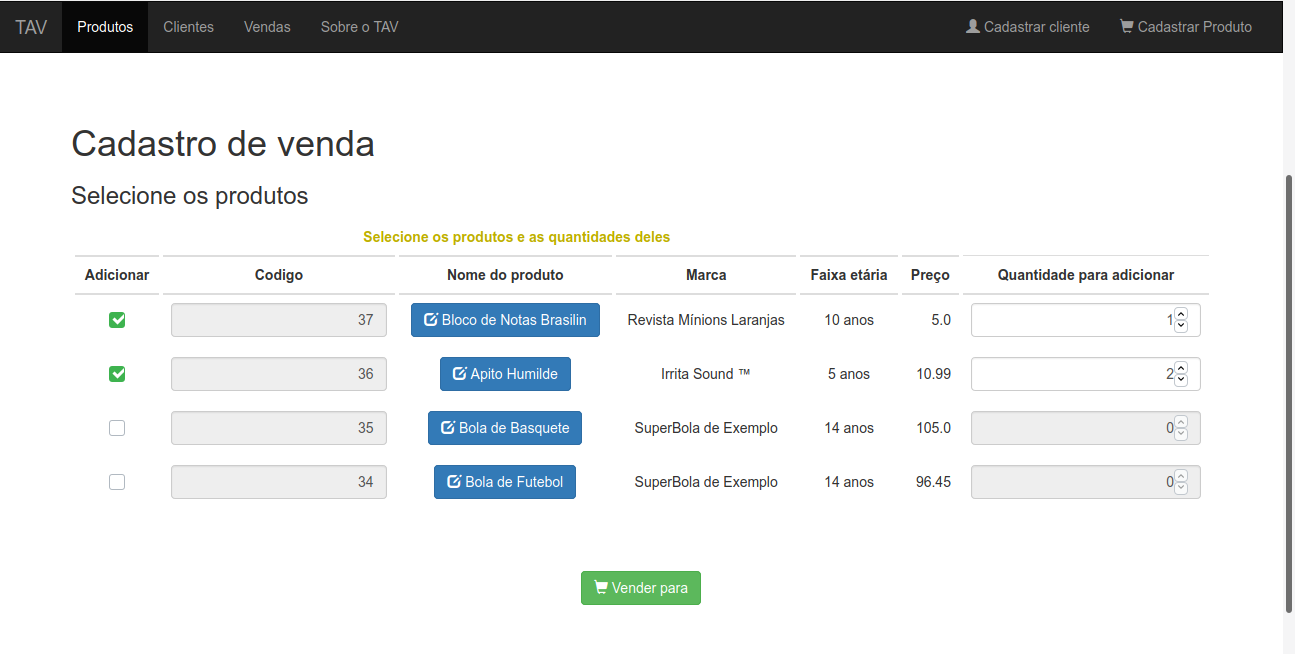 TAV Produtos Clientes Vendas Sobre o TAV Cadastrar cliente Cadastrar Produto
Cadastro de venda
Selecione os produtos
Selecione os produtos e as quantidades deles
Adicionar Codigo Nome do produto Marca Faixa etária Preço Quantidade para adicionar
37 Bloco de Notas Brasilin Revista Mínions Laranjas 10 anos 5.0 1
36 Apito Humilde Irrita Sound ™ 5 anos 10.99 2
35 Bola de Basquete SuperBola de Exemplo 14 anos 105.0 0
34 Bola de Futebol SuperBola de Exemplo 14 anos 96.45 0
Vender para